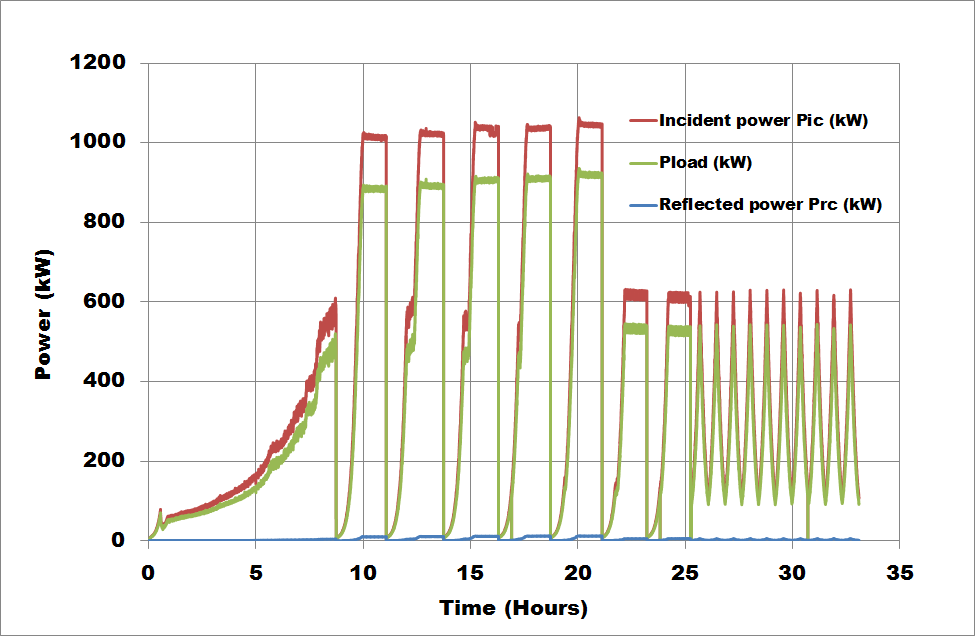 1200
1000
800
600
400
200
0
Power (kW)
Incident power Pic (kW)
Pload (kW)
Reflected power Prc (kW)
0 5 10 15 20 25 30 35
Time (Hours)